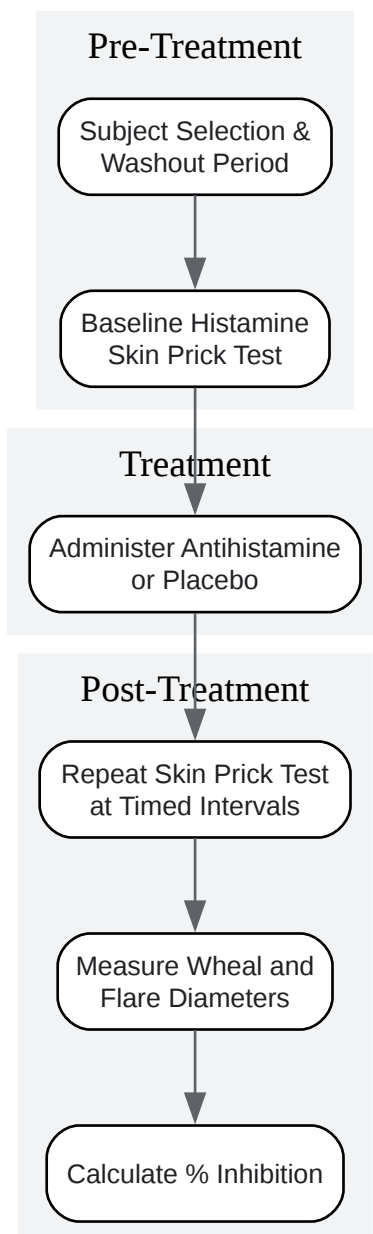 Pre-Treatment
Subject Selection &
Washout Period
Baseline Histamine
Skin Prick Test
Treatment
Administer Antihistamine
or Placebo
Post-Treatment
Repeat Skin Prick Test
at Timed Intervals
Measure Wheal and
Flare Diameters
Calculate % Inhibition